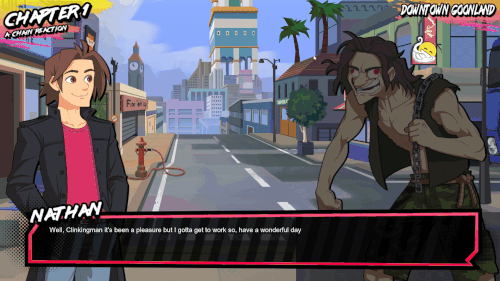 CHAPTER 1
A CHAIN REACTION
DOWNTOWN GOONLAND
NATHAN
Well, Clinkingman it's been a pleasure but I gotta get to work so, have a wonderful day